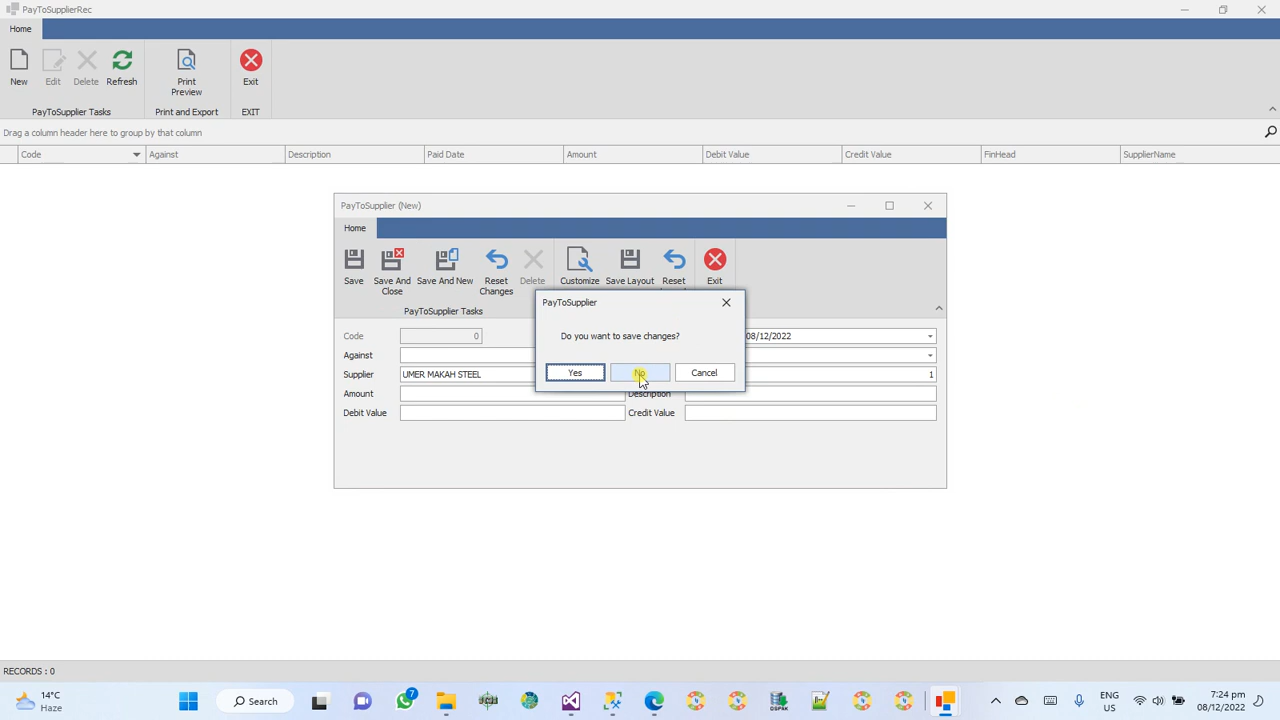 PayToSupplierRec
Home
New
Edit
Delete
Refresh
Print Preview
Exit
PayToSupplier Tasks
Print and Export
EXIT
Drag a column header here to group by that column
Code
Against
Description
Paid Date
Amount
Debit Value
Credit Value
FinHead
SupplierName
PayToSupplier (New)
Home
Save
Save And Close
Save And New
Reset Changes
Delete
Customize
Save Layout
Reset
Exit
PayToSupplier Tasks
PayToSupplier
Do you want to save changes?
Yes
No
Cancel
Code 0
08/12/2022
Against
Supplier UMER MAKAH STEEL
1
Amount
Description
Debit Value
Credit Value
RECORDS : 0
14°C
Haze
Search
7
DSPAK
ENG
US
7:24 pm
08/12/2022